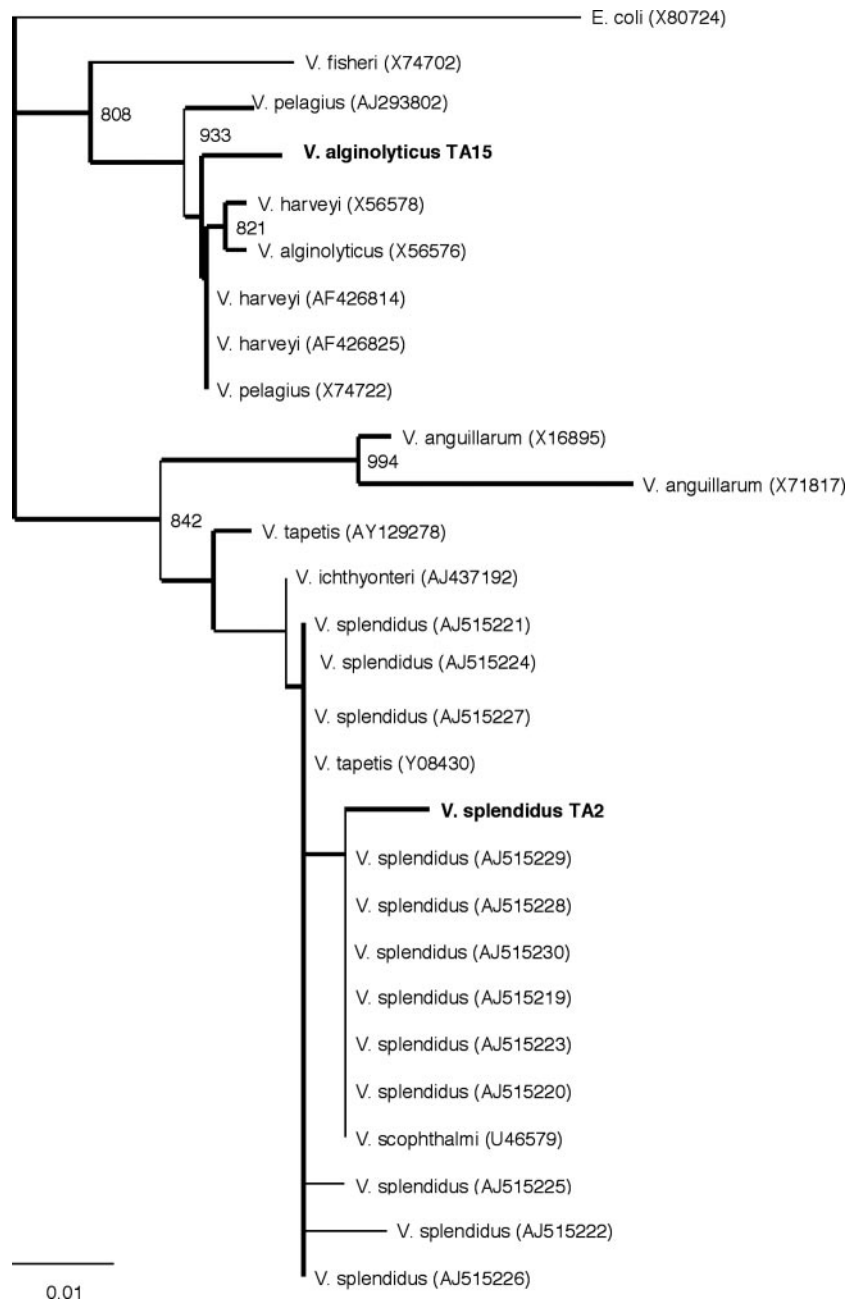 E. coli (X80724)
V. fisheri (X74702)
V. pelagius (AJ293802)
808
933
V. alginolyticus TA15
V. harveyi (X56578)
821
V. alginolyticus (X56576)
V. harveyi (AF426814)
V. harveyi (AF426825)
V. pelagius (X74722)
V. anguillarum (X16895)
994
V. anguillarum (X71817)
842
V. tapetis (AY129278)
V. ichthyonteri (AJ437192)
V. splendidus (AJ515221)
V. splendidus (AJ515224)
V. splendidus (AJ515227)
V. tapetis (Y08430)
V. splendidus TA2
V. splendidus (AJ515229)
V. splendidus (AJ515228)
V. splendidus (AJ515230)
V. splendidus (AJ515219)
V. splendidus (AJ515223)
V. splendidus (AJ515220)
V. scophthalmi (U46579)
V. splendidus (AJ515225)
V. splendidus (AJ515222)
V. splendidus (AJ515226)
0.01